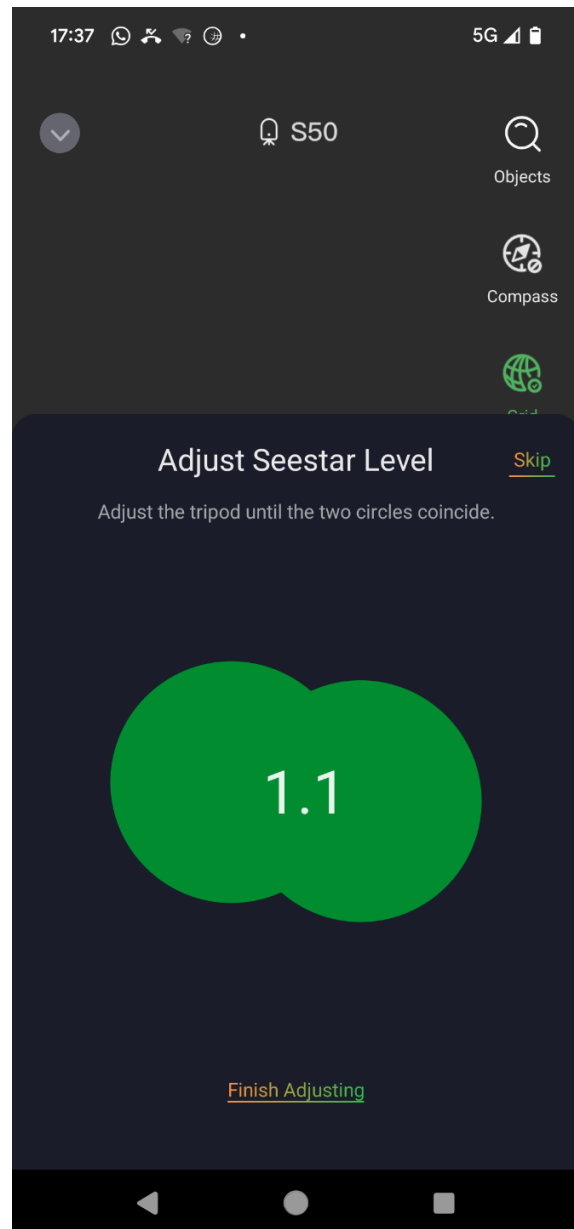 17:37
5G
S50
Objects
Compass
Adjust Seestar Level
Skip
Adjust the tripod until the two circles coincide.
1.1
Finish Adjusting